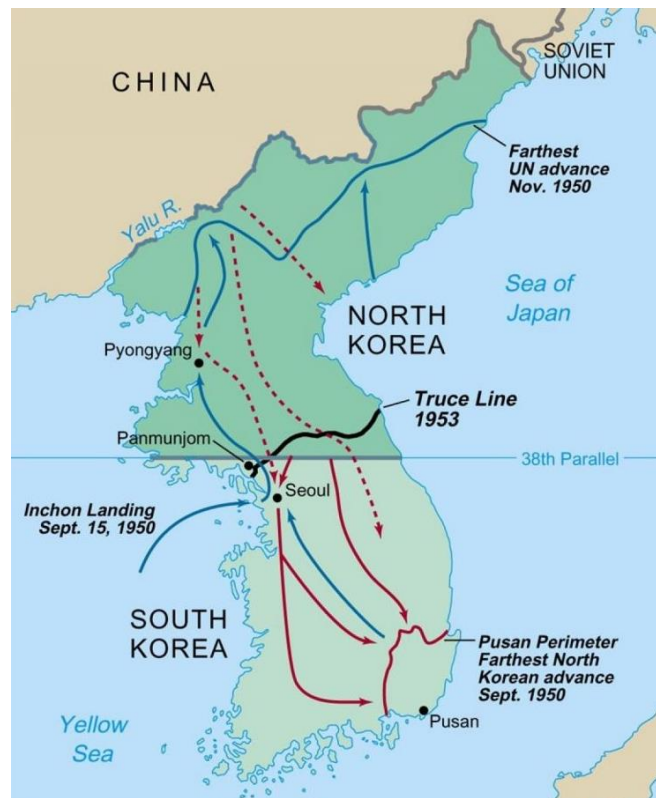 SOVIET
UNION
CHINA
Farthest
UN advance
Nov. 1950
Yalu R.
Sea of
Japan
NORTH
KOREA
Pyongyang
Truce Line
1953
Panmunjom
38th Parallel
Seoul
Inchon Landing
Sept. 15, 1950
SOUTH
KOREA
Pusan Perimeter
Farthest North
Korean advance
Sept. 1950
Pusan
Yellow
Sea